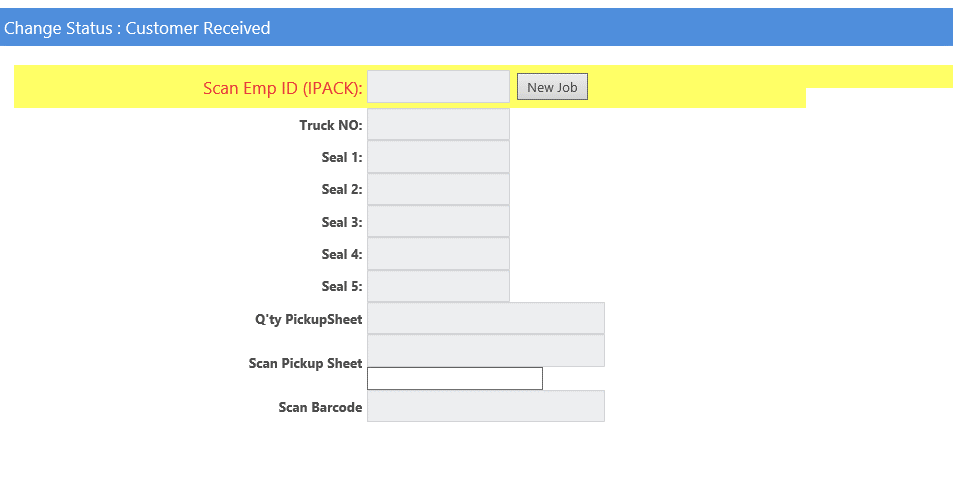 Change Status : Customer Received
Scan Emp ID (IPACK): New Job
Truck NO:
Seal 1:
Seal 2:
Seal 3:
Seal 4:
Seal 5:
Q'ty PickupSheet
Scan Pickup Sheet
Scan Barcode